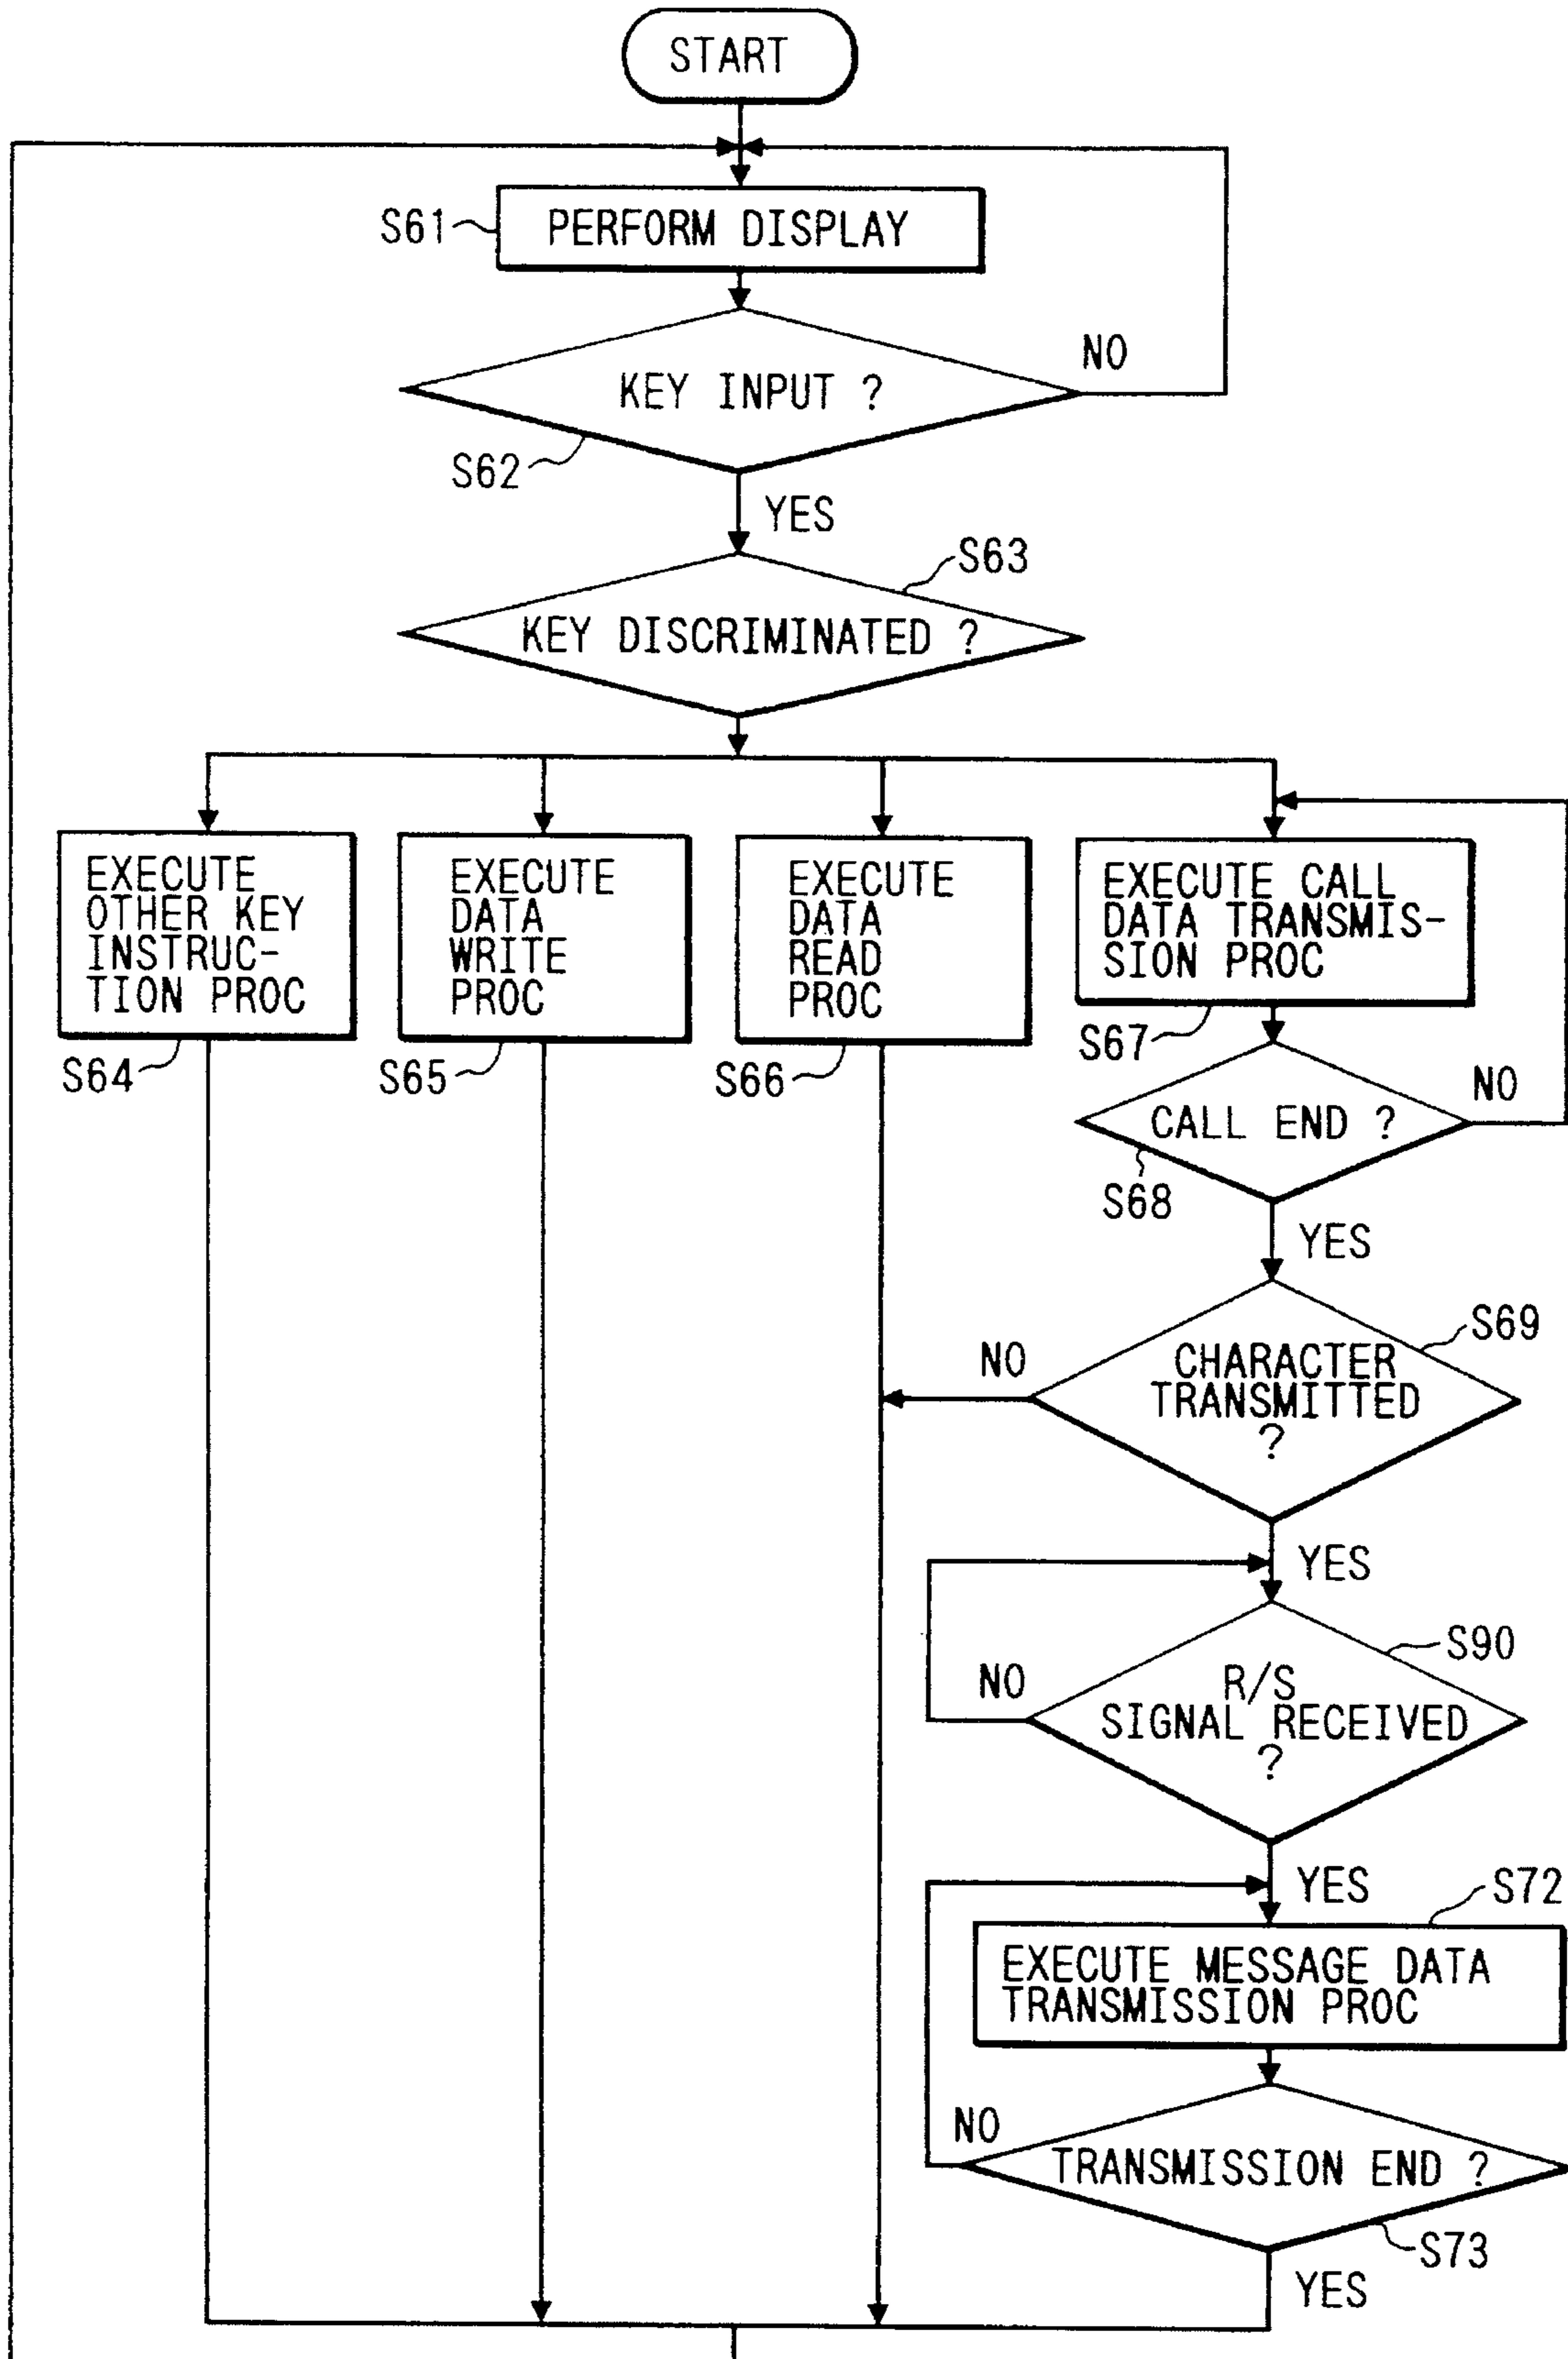 START
S61
PERFORM DISPLAY
NO
KEY INPUT ?
S62
YES
S63
KEY DISCRIMINATED ?
EXECUTE
OTHER KEY
INSTRUC-
TION PROC
S64
EXECUTE
DATA
WRITE
PROC
S65
EXECUTE
DATA
READ
PROC
S66
EXECUTE CALL
DATA TRANSMIS-
SION PROC
S67
NO
CALL END ?
S68
YES
S69
NO
CHARACTER
TRANSMITTED
?
YES
S90
NO
R/S
SIGNAL RECEIVED
?
YES
S72
EXECUTE MESSAGE DATA
TRANSMISSION PROC
NO
TRANSMISSION END ?
S73
YES